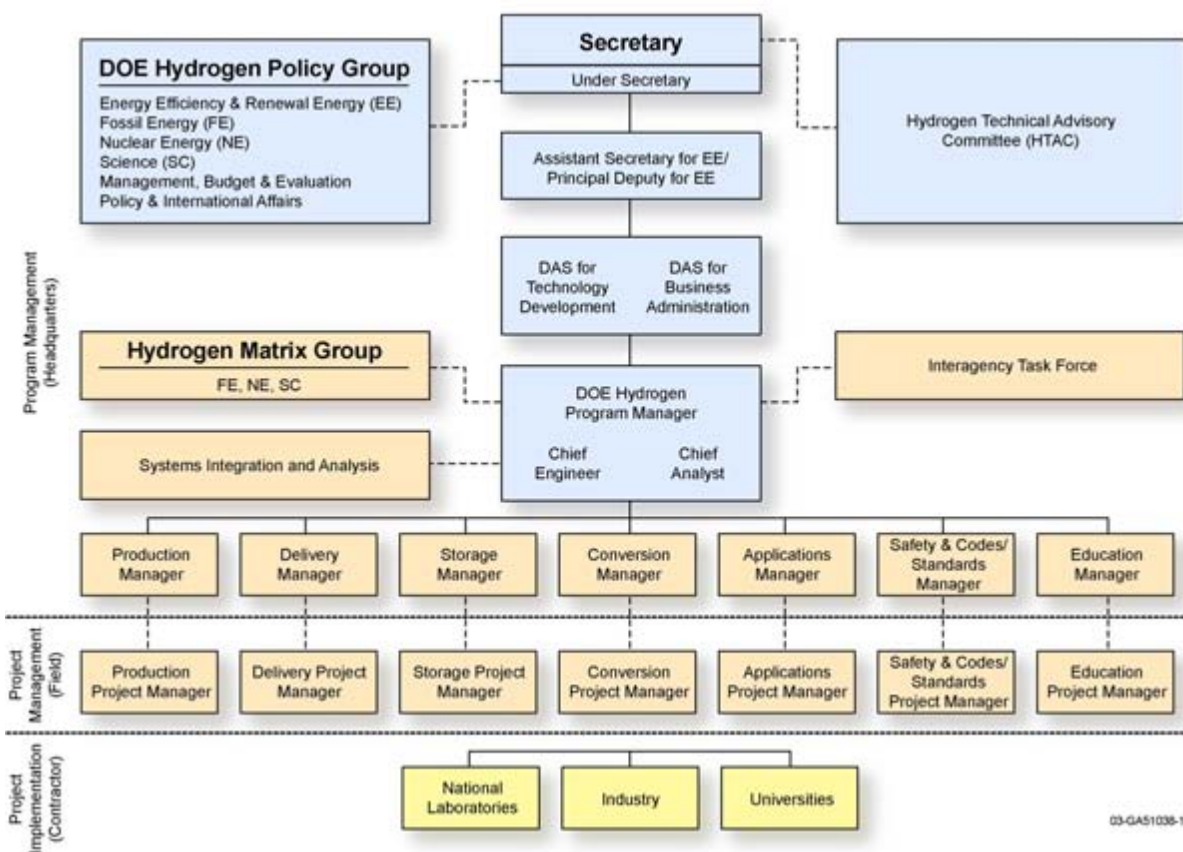 Secretary
Under Secretary
DOE Hydrogen Policy Group
Energy Efficiency & Renewal Energy (EE)
Fossil Energy (FE)
Nuclear Energy (NE)
Science (SC)
Management, Budget & Evaluation
Policy & International Affairs
Hydrogen Technical Advisory
Committee (HTAC)
Assistant Secretary for EE/
Principal Deputy for EE
DAS for
Technology
Development
DAS for
Business
Administration
Program Management
(Headquarters)
Hydrogen Matrix Group
FE, NE, SC
DOE Hydrogen
Program Manager
Chief
Engineer
Chief
Analyst
Interagency Task Force
Systems Integration and Analysis
Production
Manager
Delivery
Manager
Storage
Manager
Conversion
Manager
Applications
Manager
Safety & Codes/
Standards
Manager
Education
Manager
Project
Management
(Field)
Production
Project Manager
Delivery Project
Manager
Storage Project
Manager
Conversion
Project Manager
Applications
Project Manager
Safety & Codes/
Standards
Project Manager
Education
Project Manager
Project
Implementation
(Contractor)
National
Laboratories
Industry
Universities
03-GA51038-1